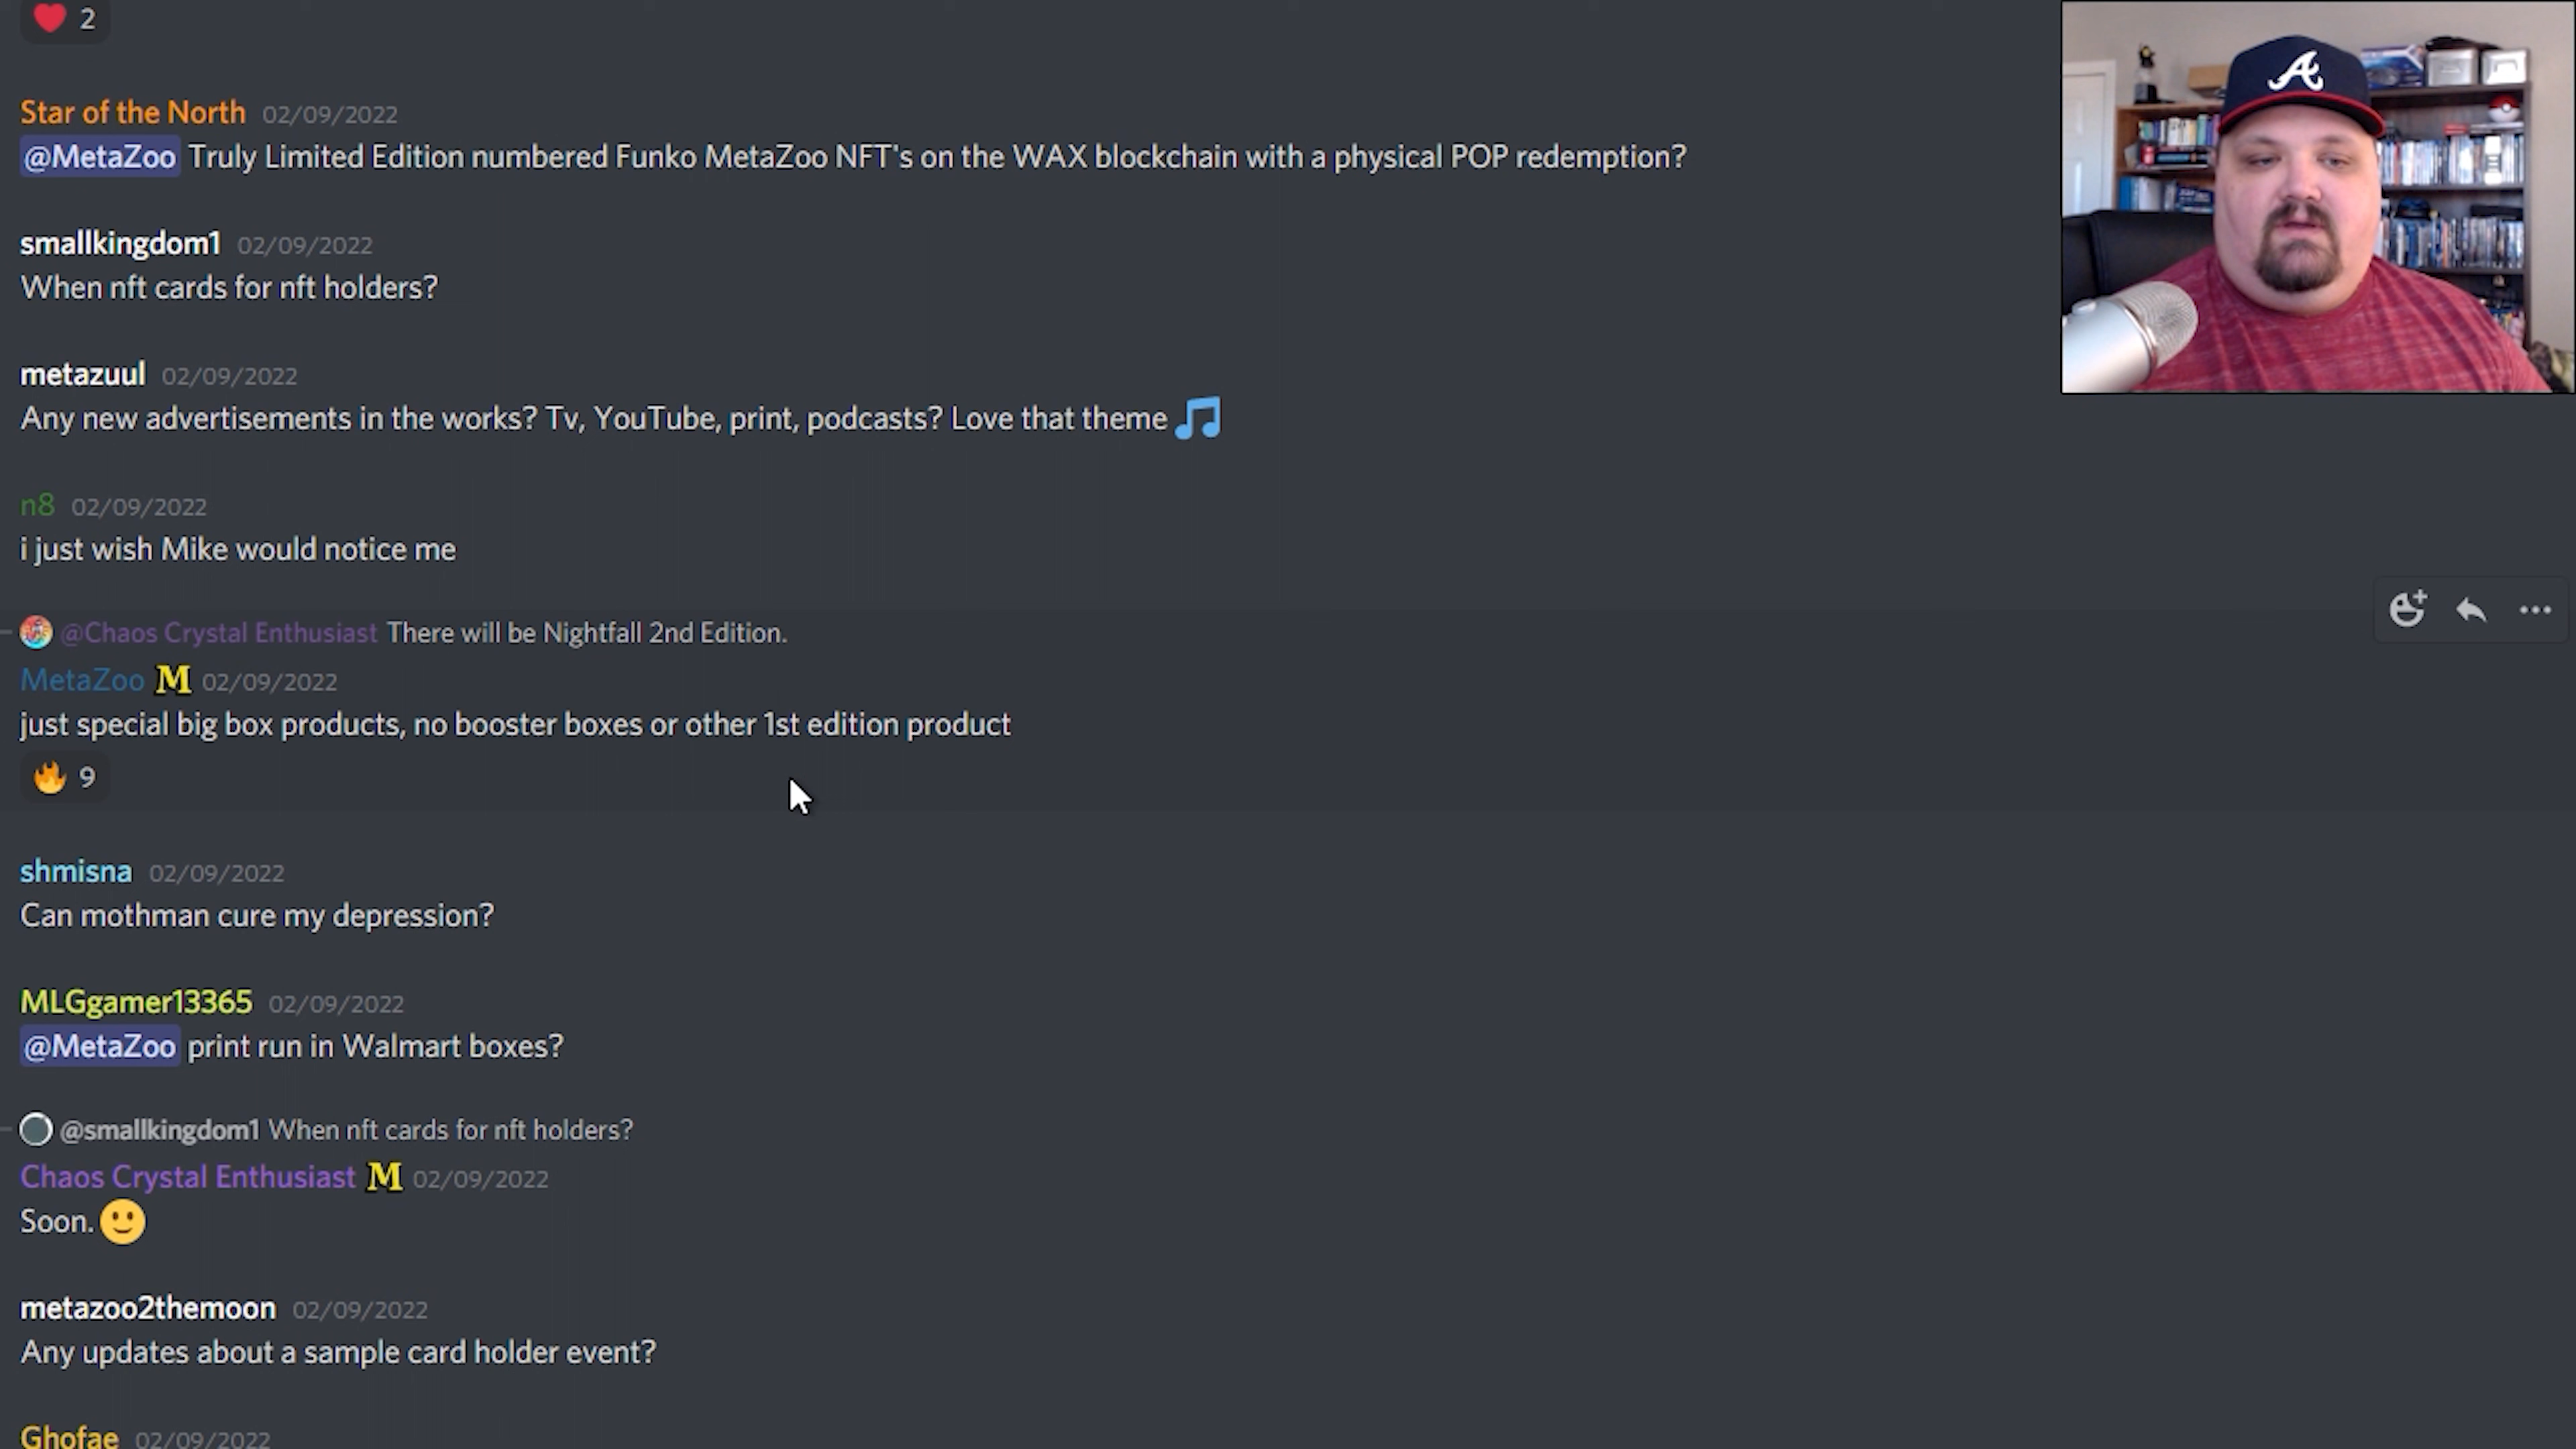 2
Star of the North 02/09/2022
@MetaZoo Truly Limited Edition numbered Funko MetaZoo NFT's on the WAX blockchain with a physical POP redemption?
smallkingdom1 02/09/2022
When nft cards for nft holders?
metazuul 02/09/2022
Any new advertisements in the works? Tv, YouTube, print, podcasts? Love that theme
n8 02/09/2022
i just wish Mike would notice me
@Chaos Crystal Enthusiast There will be Nightfall 2nd Edition.
MetaZoo M 02/09/2022
just special big box products, no booster boxes or other 1st edition product
9
shmisna 02/09/2022
Can mothman cure my depression?
MLGgamer13365 02/09/2022
@MetaZoo print run in Walmart boxes?
@smallkingdom1 When nft cards for nft holders?
Chaos Crystal Enthusiast M 02/09/2022
Soon.
metazoo2themoon 02/09/2022
Any updates about a sample card holder event?
Ghofae 02/09/2022
A